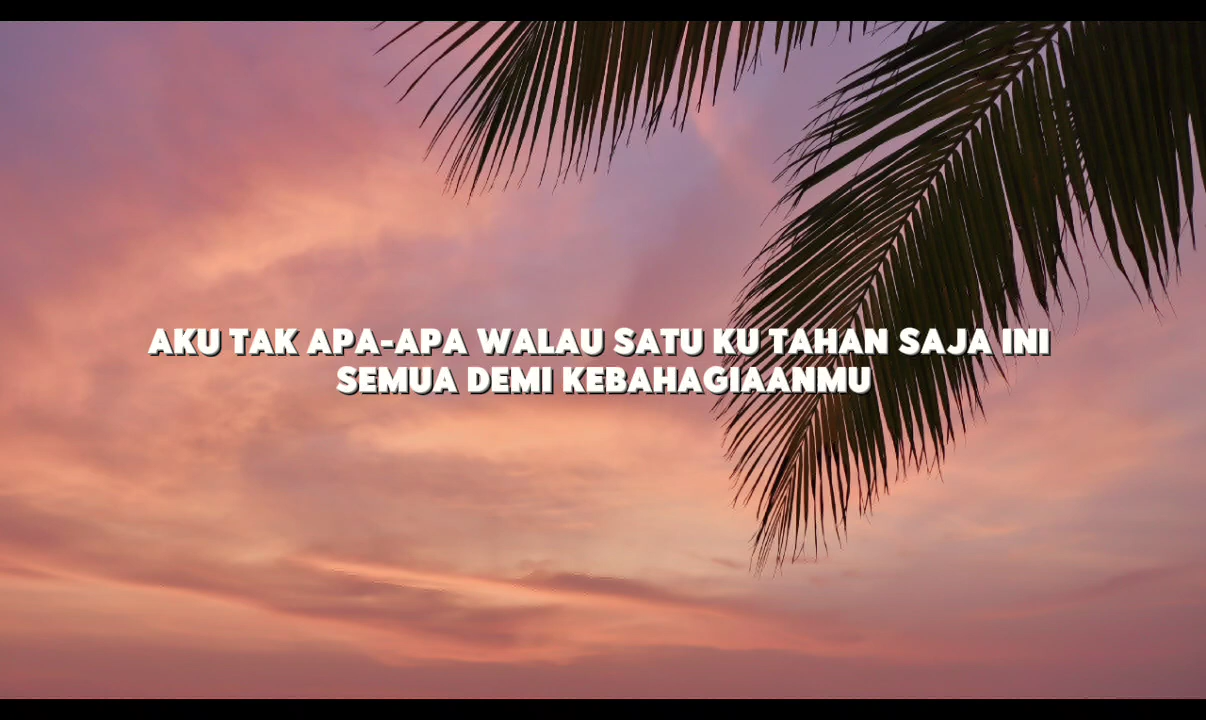 AKU TAK APA-APA WALAU SATU KU TAHAN SAJA INI
SEMUA DEMI KEBAHAGIAANMU